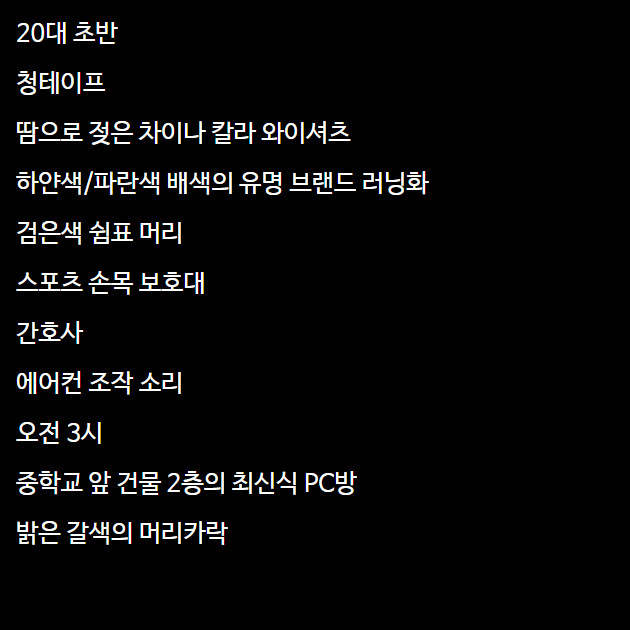 20대 초반
청테이프
땀으로 젖은 차이나 칼라 와이셔츠
하얀색/파란색 배색의 유명 브랜드 러닝화
검은색 쉼표 머리
스포츠 손목 보호대
간호사
에어컨 조작 소리
오전 3시
중학교 앞 건물 2층의 최신식 PC방
밝은 갈색의 머리카락